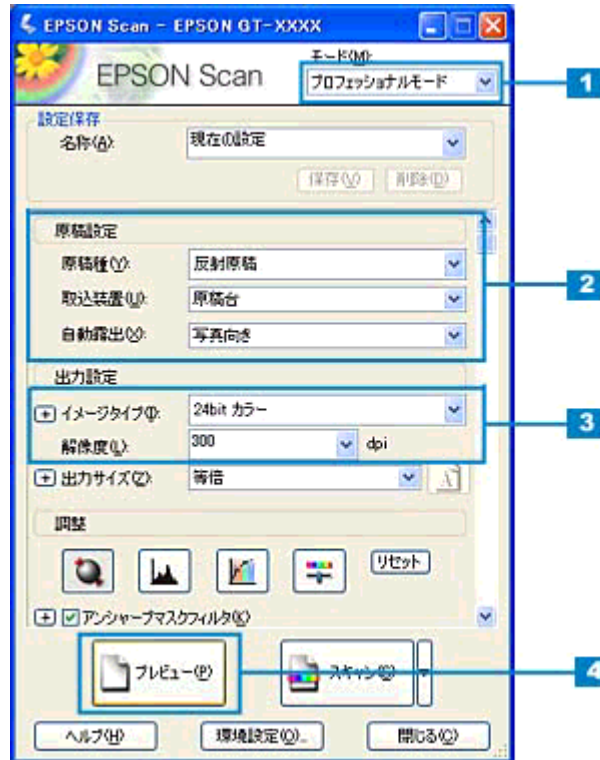 EPSON Scan - EPSON GT-XXXX
EPSON Scan
モード(M):
プロフェッショナルモード
1
設定保存
名称(A):
現在の設定
保存(V)
削除(D)
原稿設定
原稿種(Y):
反射原稿
2
取込装置(U):
原稿台
自動露出(X):
写真向き
出力設定
イメージタイプ(I):
24bit カラー
3
解像度(L):
300
dpi
出力サイズ(Z):
等倍
調整
リセット
アンシャープマスクフィルタ(K)
プレビュー(P)
スキャン(S)
4
ヘルプ(H)
環境設定(O)...
閉じる(C)